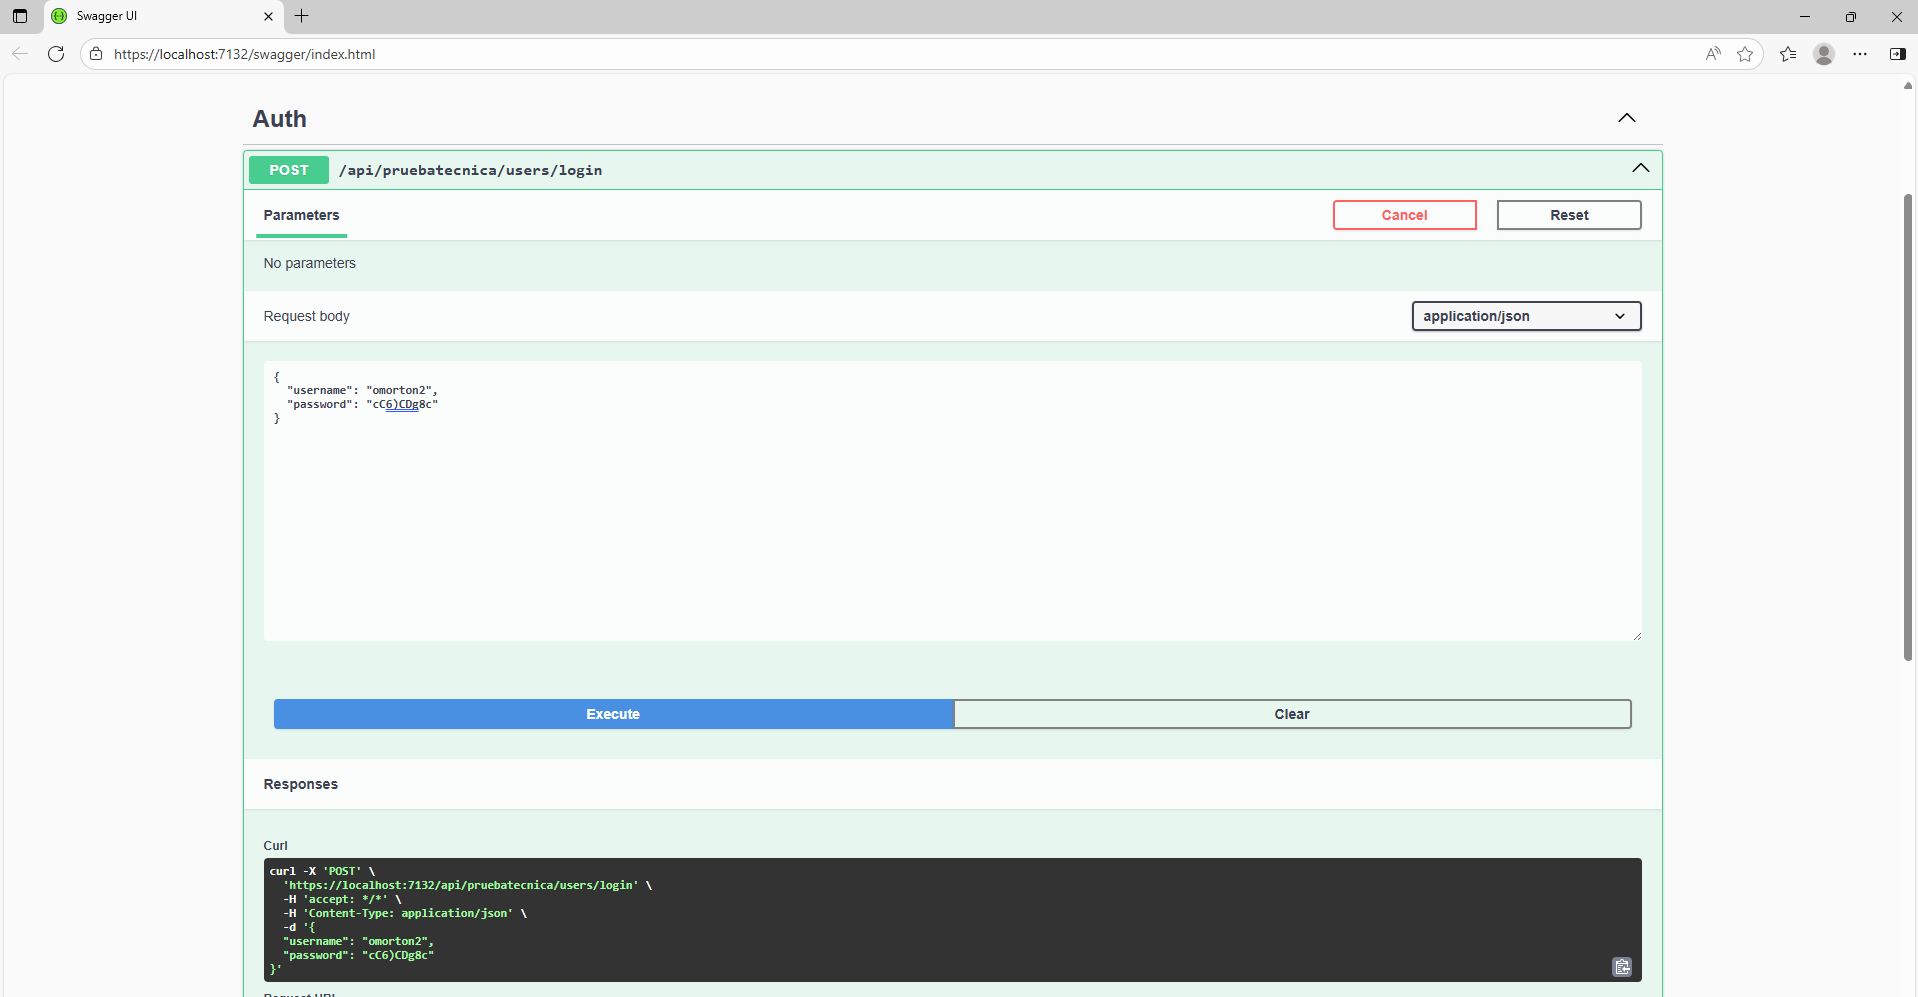 Swagger UI
https://localhost:7132/swagger/index.html
Auth
POST /api/pruebatecnica/users/login
Parameters
Cancel
Reset
No parameters
Request body
application/json
{
  "username": "omorton2",
  "password": "cC6)CDg8c"
}
Execute
Clear
Responses
Curl
curl -X 'POST' \
  'https://localhost:7132/api/pruebatecnica/users/login' \
  -H 'accept: */*' \
  -H 'Content-Type: application/json' \
  -d '{
  "username": "omorton2",
  "password": "cC6)CDg8c"
}'
Request URL